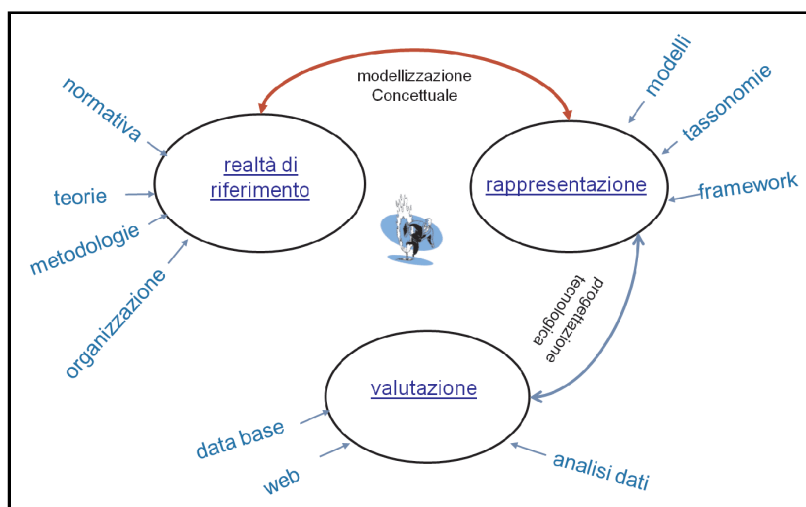 modellizzazione
Concettuale
normativa
teorie
metodologie
organizzazione
realtà di
riferimento
modelli
tassonomie
framework
rappresentazione
progettazione
tecnologica
valutazione
data base
web
analisi dati